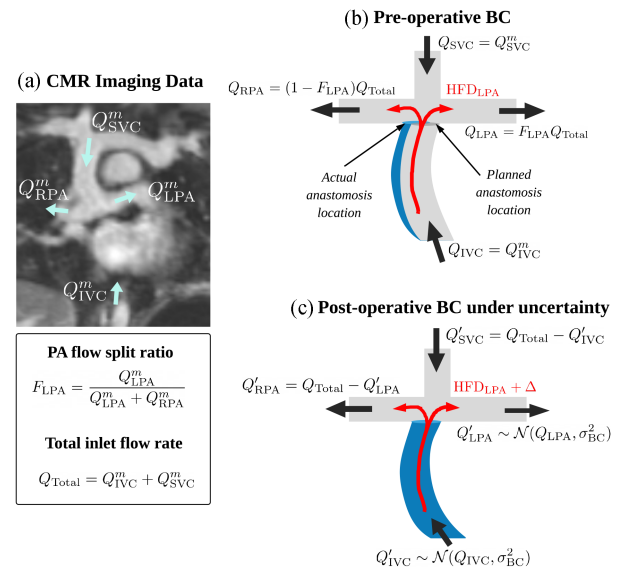 (a) CMR Imaging Data
Q^m_SVC
Q^m_RPA
Q^m_LPA
Q^m_IVC
PA flow split ratio
F_LPA = Q^m_LPA / (Q^m_LPA + Q^m_RPA)
Total inlet flow rate
Q_Total = Q^m_IVC + Q^m_SVC
(b) Pre-operative BC
Q_SVC = Q^m_SVC
Q_RPA = (1 − F_LPA)Q_Total
HFD_LPA
Q_LPA = F_LPA Q_Total
Actual
anastomosis
location
Planned
anastomosis
location
Q_IVC = Q^m_IVC
(c) Post-operative BC under uncertainty
Q′_SVC = Q_Total − Q′_IVC
Q′_RPA = Q_Total − Q′_LPA
HFD_LPA + Δ
Q′_LPA ∼ 𝒩(Q_LPA, σ²_BC)
Q′_IVC ∼ 𝒩(Q_IVC, σ²_BC)